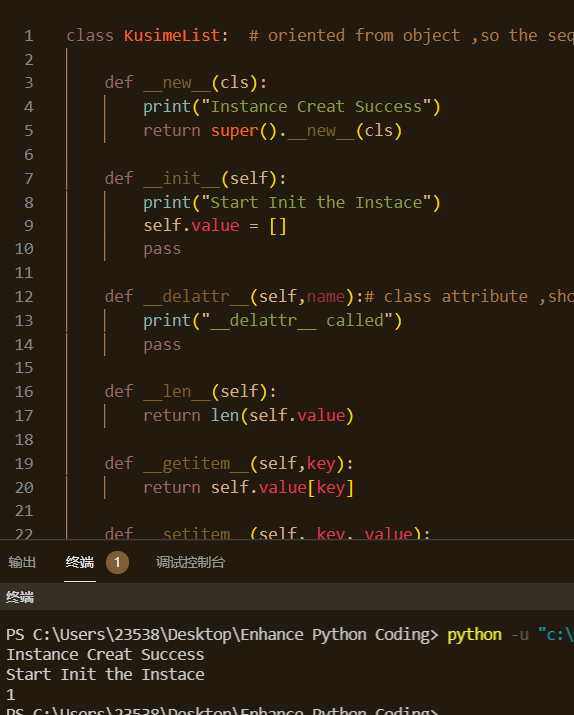 1 class KusimeList:  # oriented from object ,so the seq
2
3     def __new__(cls):
4         print("Instance Creat Success")
5         return super().__new__(cls)
6
7     def __init__(self):
8         print("Start Init the Instace")
9         self.value = []
10         pass
11
12     def __delattr__(self,name):# class attribute ,sho
13         print("__delattr__ called")
14         pass
15
16     def __len__(self):
17         return len(self.value)
18
19     def __getitem__(self,key):
20         return self.value[key]
21
22     def __setitem__(self, key, value):
输出 终端 1 调试控制台
终端
PS C:\Users\23538\Desktop\Enhance Python Coding> python -u "c:\
Instance Creat Success
Start Init the Instace
1
PS C:\Users\23538\Desktop\Enhance Python Coding>